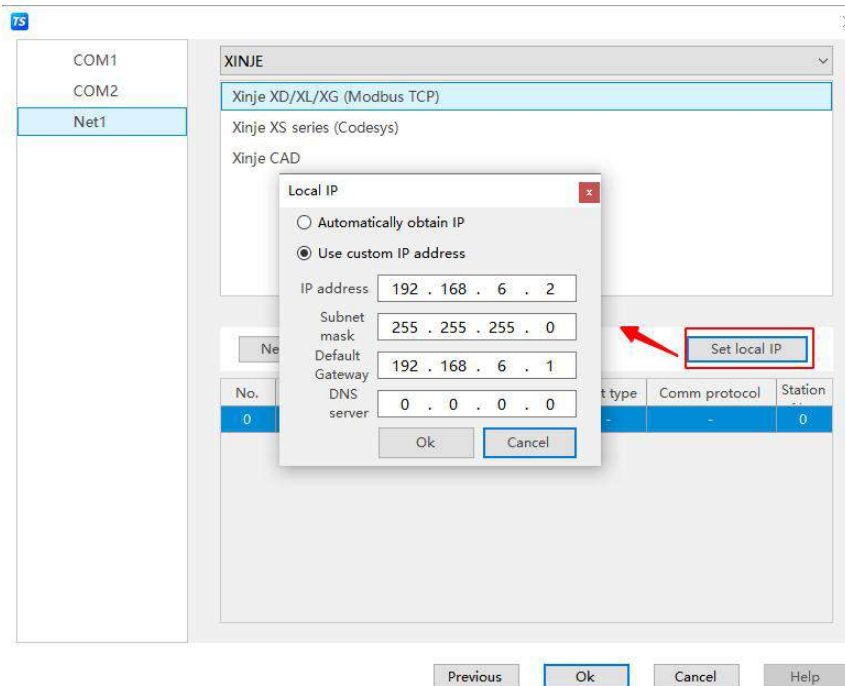 TS
COM1
COM2
Net1
XINJE
Xinje XD/XL/XG (Modbus TCP)
Xinje XS series (Codesys)
Xinje CAD
Local IP
x
Automatically obtain IP
Use custom IP address
IP address 192 . 168 . 6 . 2
Subnet mask 255 . 255 . 255 . 0
Default Gateway 192 . 168 . 6 . 1
DNS server 0 . 0 . 0 . 0
Ok Cancel
Ne
Set local IP
No. t type Comm protocol Station
0 - - 0
Previous Ok Cancel Help